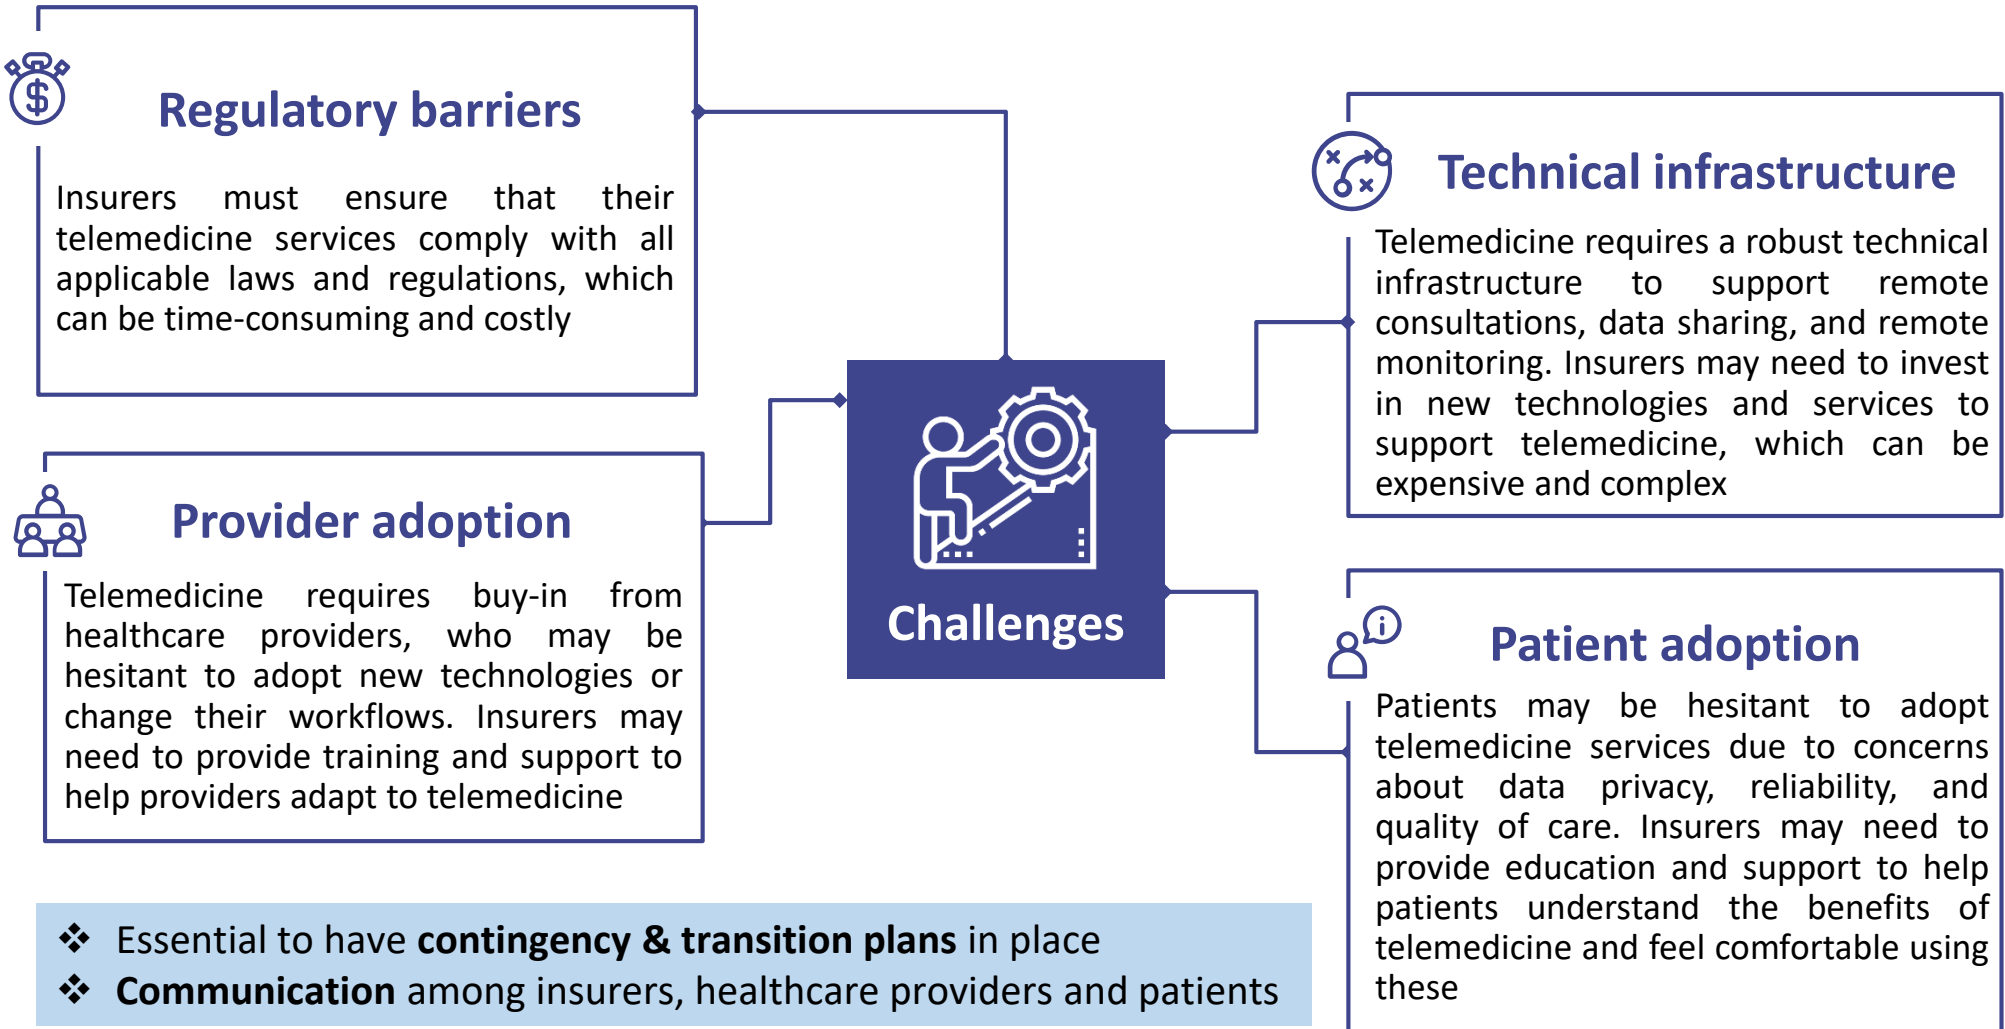 Regulatory barriers
Insurers must ensure that their
telemedicine services comply with all
applicable laws and regulations, which
can be time-consuming and costly
Provider adoption
Telemedicine requires buy-in from
healthcare providers, who may be
hesitant to adopt new technologies or
change their workflows. Insurers may
need to provide training and support to
help providers adapt to telemedicine
Challenges
Technical infrastructure
Telemedicine requires a robust technical
infrastructure to support remote
consultations, data sharing, and remote
monitoring. Insurers may need to invest
in new technologies and services to
support telemedicine, which can be
expensive and complex
Patient adoption
Patients may be hesitant to adopt
telemedicine services due to concerns
about data privacy, reliability, and
quality of care. Insurers may need to
provide education and support to help
patients understand the benefits of
telemedicine and feel comfortable using
these
❖ Essential to have contingency & transition plans in place
❖ Communication among insurers, healthcare providers and patients